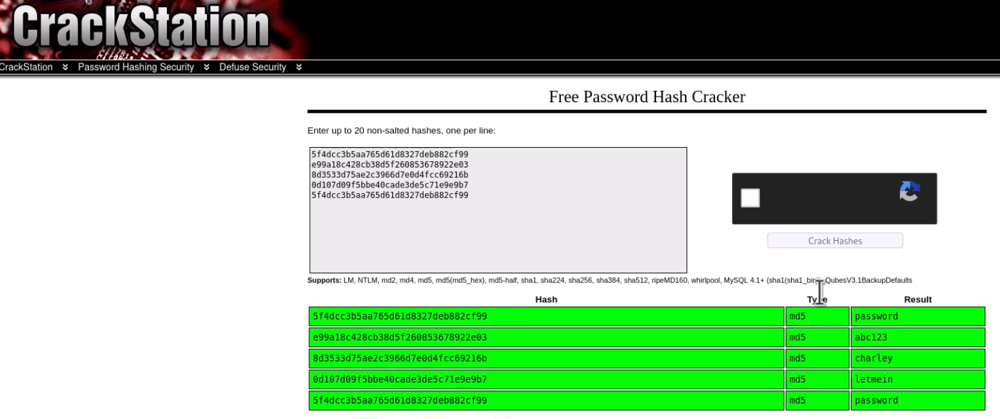 CrackStation
CrackStation Password Hashing Security Defuse Security
Free Password Hash Cracker
Enter up to 20 non-salted hashes, one per line:
5f4dcc3b5aa765d61d8327deb882cf99
e99a18c428cb38d5f260853678922e03
8d3533d75ae2c3966d7e0d4fcc69216b
0d107d09f5bbe40cade3de5c71e9e9b7
5f4dcc3b5aa765d61d8327deb882cf99
Crack Hashes
Supports: LM, NTLM, md2, md4, md5, md5(md5_hex), md5-half, sha1, sha224, sha256, sha384, sha512, ripeMD160, whirlpool, MySQL 4.1+ (sha1(sha1_bin)), QubesV3.1BackupDefaults
Hash Type Result
5f4dcc3b5aa765d61d8327deb882cf99 md5 password
e99a18c428cb38d5f260853678922e03 md5 abc123
8d3533d75ae2c3966d7e0d4fcc69216b md5 charley
0d107d09f5bbe40cade3de5c71e9e9b7 md5 letmein
5f4dcc3b5aa765d61d8327deb882cf99 md5 password